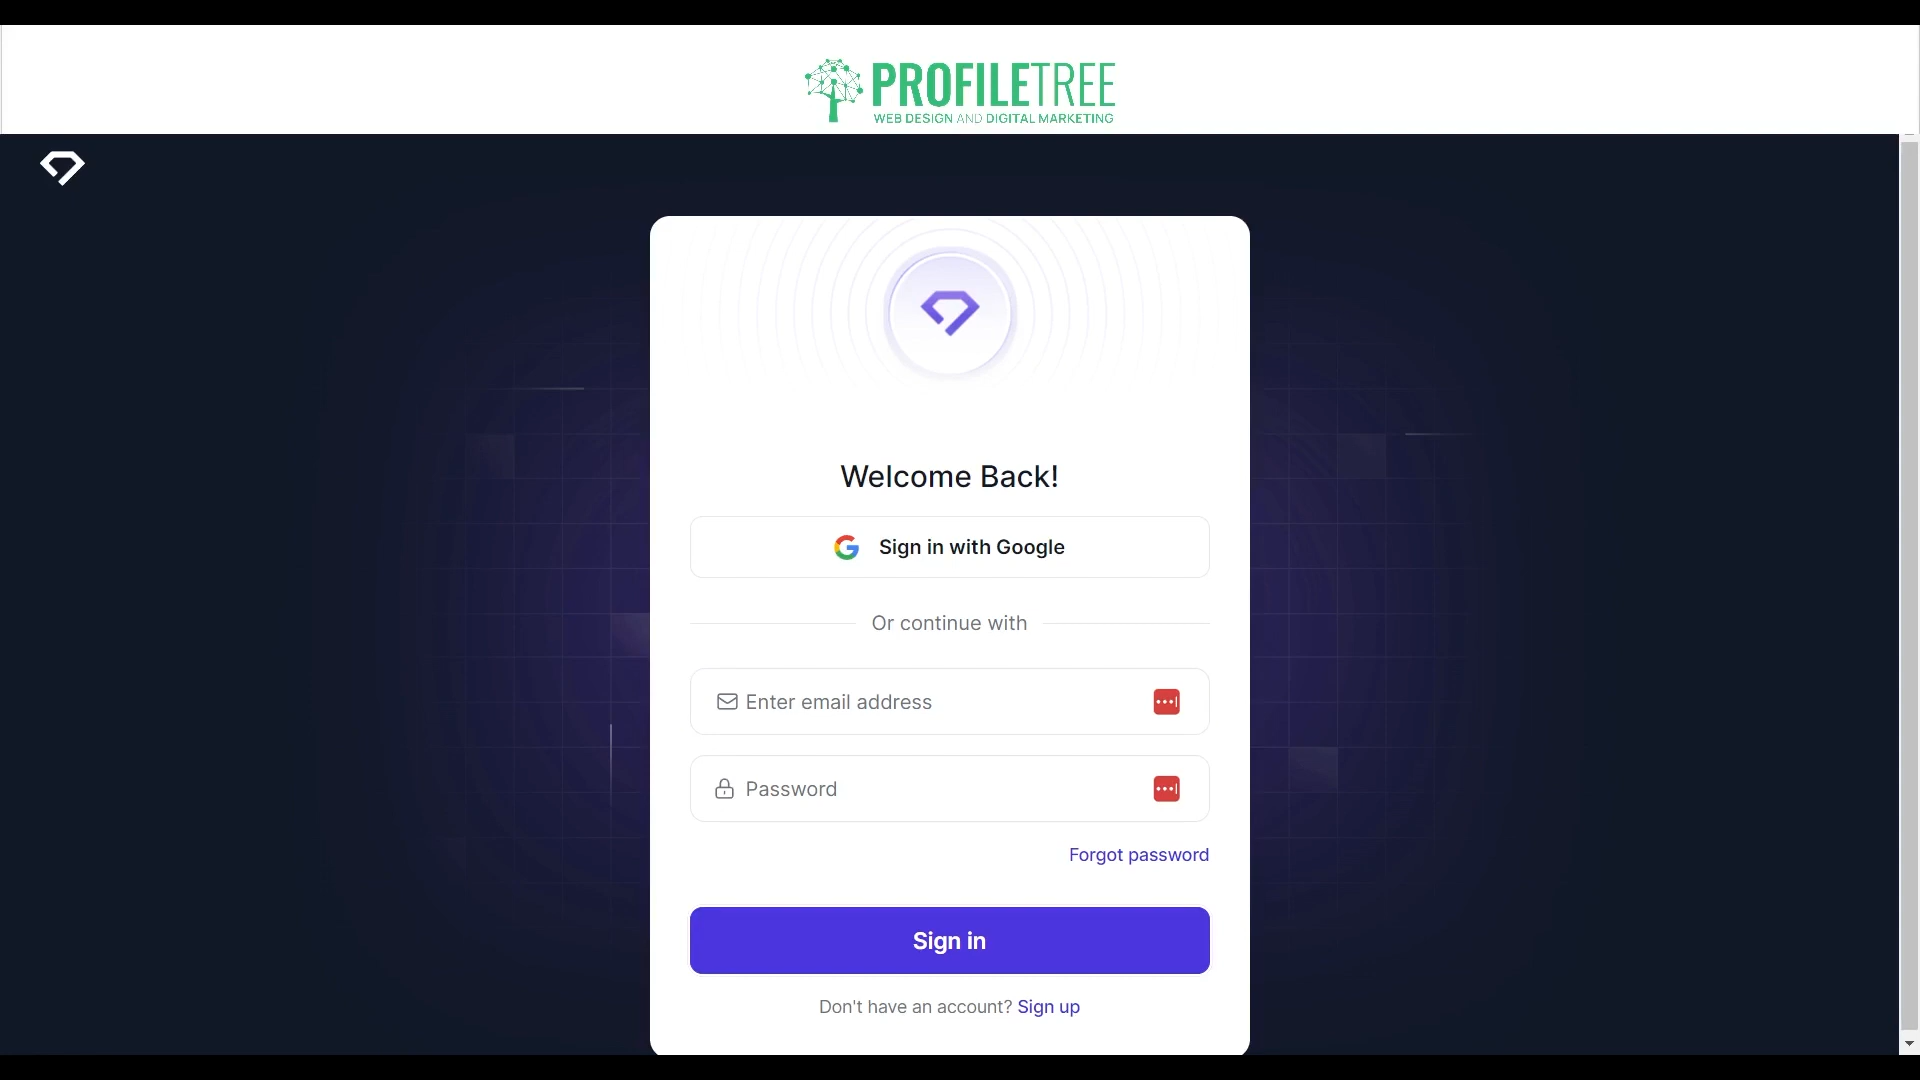 PROFILETREE
WEB DESIGN AND DIGITAL MARKETING
Welcome Back!
Sign in with Google
Or continue with
Enter email address
Password
Forgot password
Sign in
Don't have an account? Sign up